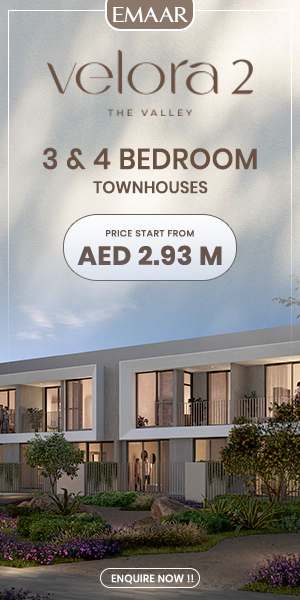 EMAAR
velora 2
THE VALLEY
3 & 4 BEDROOM
TOWNHOUSES
PRICE START FROM
AED 2.93 M
ENQUIRE NOW !!